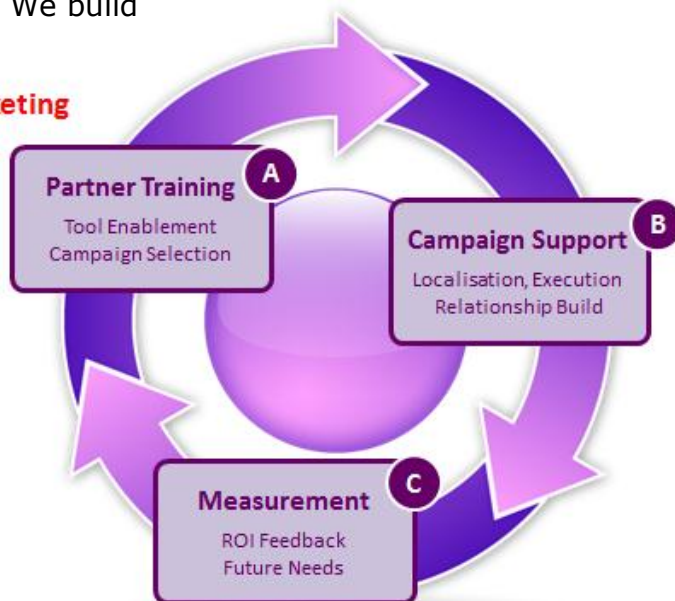 We build
Partner Training
A
Tool Enablement
Campaign Selection
Campaign Support
B
Localisation, Execution
Relationship Build
Measurement
C
ROI Feedback
Future Needs